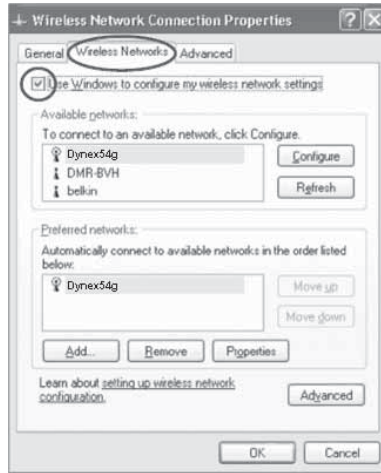 Wireless Network Connection Properties
General Wireless Networks Advanced
Use Windows to configure my wireless network settings
Available networks:
To connect to an available network, click Configure.
Dynex54g
DMR-BVH
belkin
Configure
Refresh
Preferred networks:
Automatically connect to available networks in the order listed
below:
Dynex54g
Move up
Move down
Add... Remove Properties
Learn about setting up wireless network
configuration.
Advanced
OK Cancel